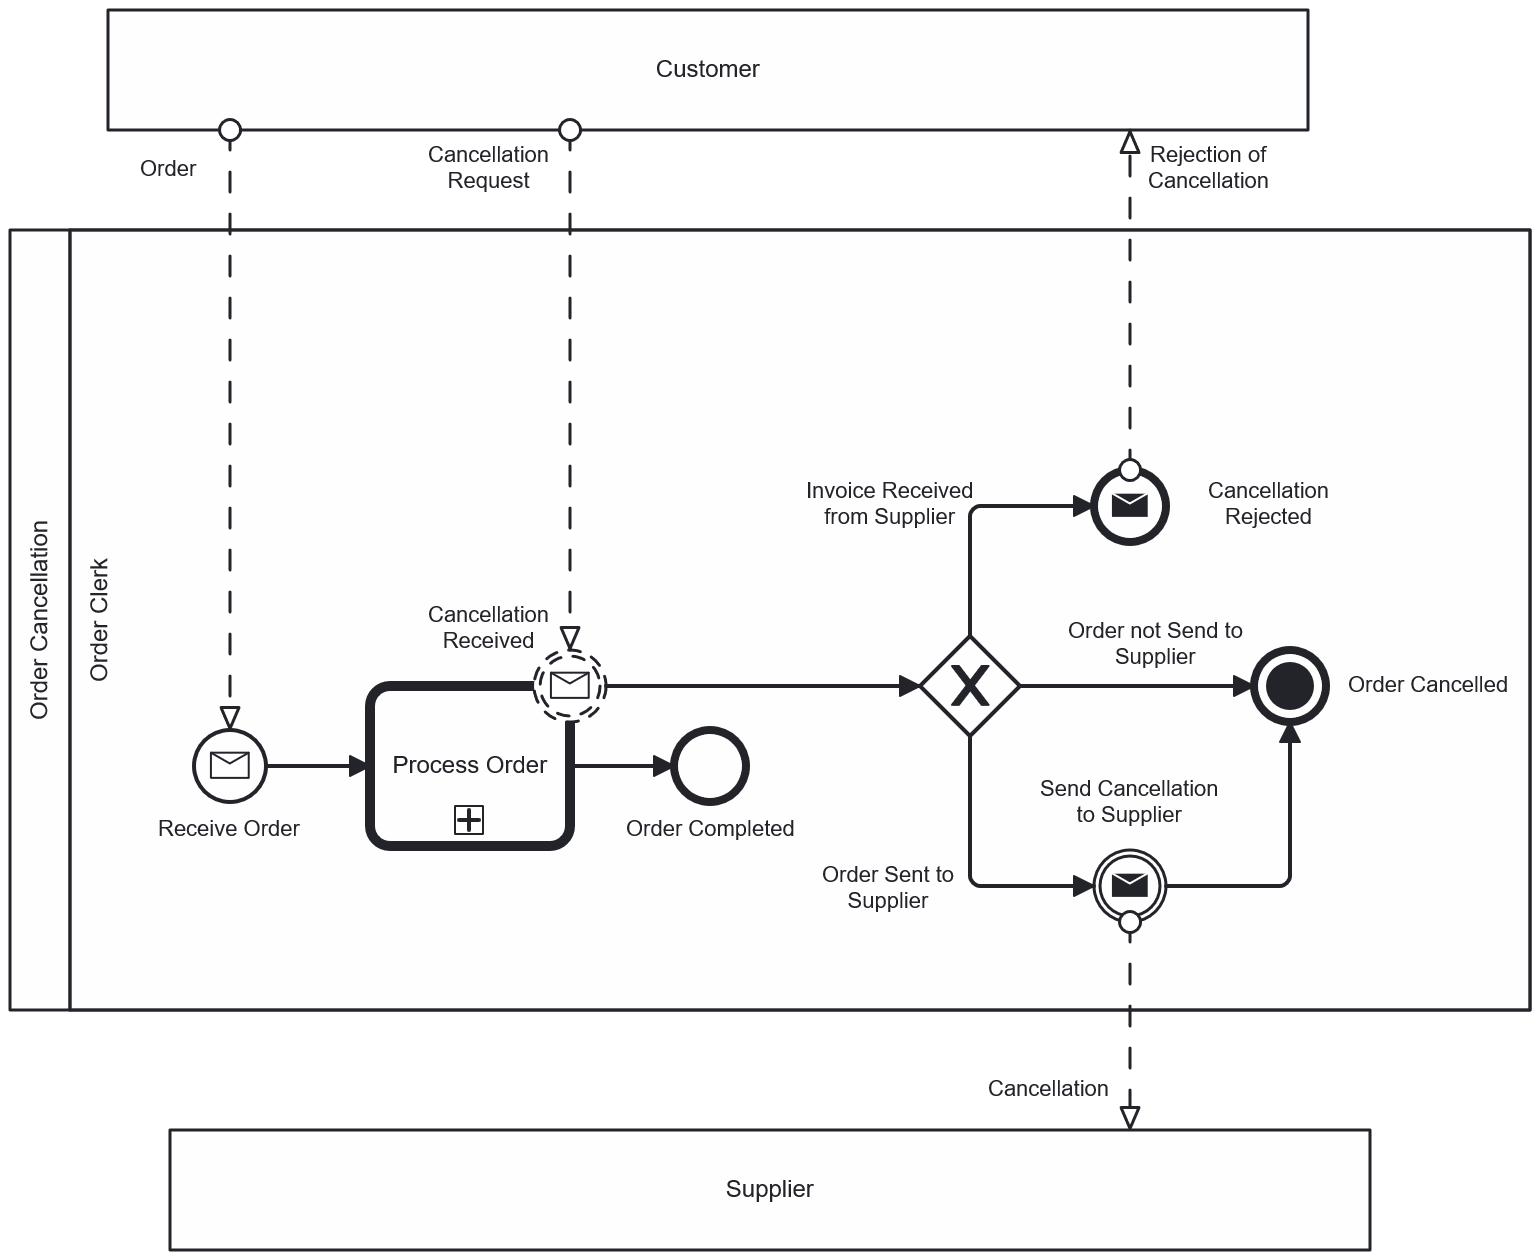 Customer
Order
Cancellation
Request
Rejection of
Cancellation
Order Cancellation
Order Clerk
Invoice Received
from Supplier
Cancellation
Rejected
Cancellation
Received
Order not Send to
Supplier
X
Order Cancelled
Process Order
Receive Order
Order Completed
Send Cancellation
to Supplier
Order Sent to
Supplier
Cancellation
Supplier